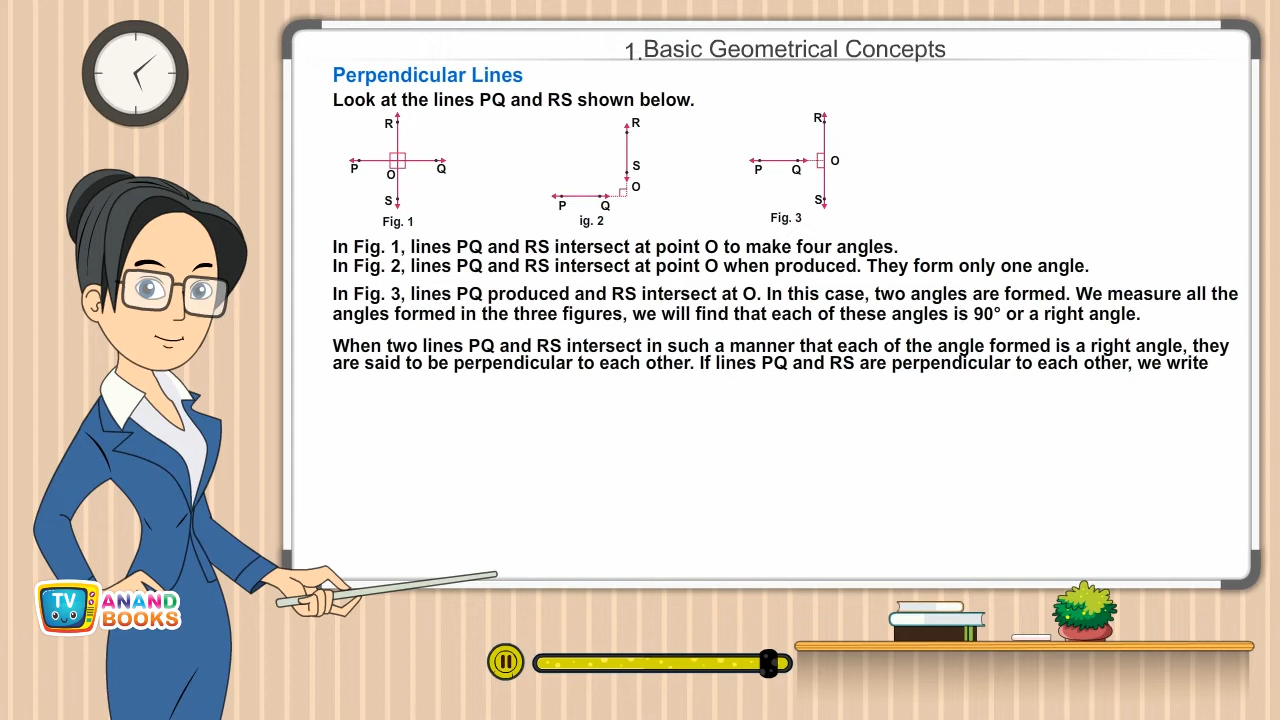 1.Basic Geometrical Concepts
Perpendicular Lines
Look at the lines PQ and RS shown below.
R
P
Q
O
S
Fig. 1
R
S
O
P
Q
ig. 2
R
O
P
Q
S
Fig. 3
In Fig. 1, lines PQ and RS intersect at point O to make four angles.
In Fig. 2, lines PQ and RS intersect at point O when produced. They form only one angle.
In Fig. 3, lines PQ produced and RS intersect at O. In this case, two angles are formed. We measure all the
angles formed in the three figures, we will find that each of these angles is 90° or a right angle.
When two lines PQ and RS intersect in such a manner that each of the angle formed is a right angle, they
are said to be perpendicular to each other. If lines PQ and RS are perpendicular to each other, we write
TV
ANAND
BOOKS